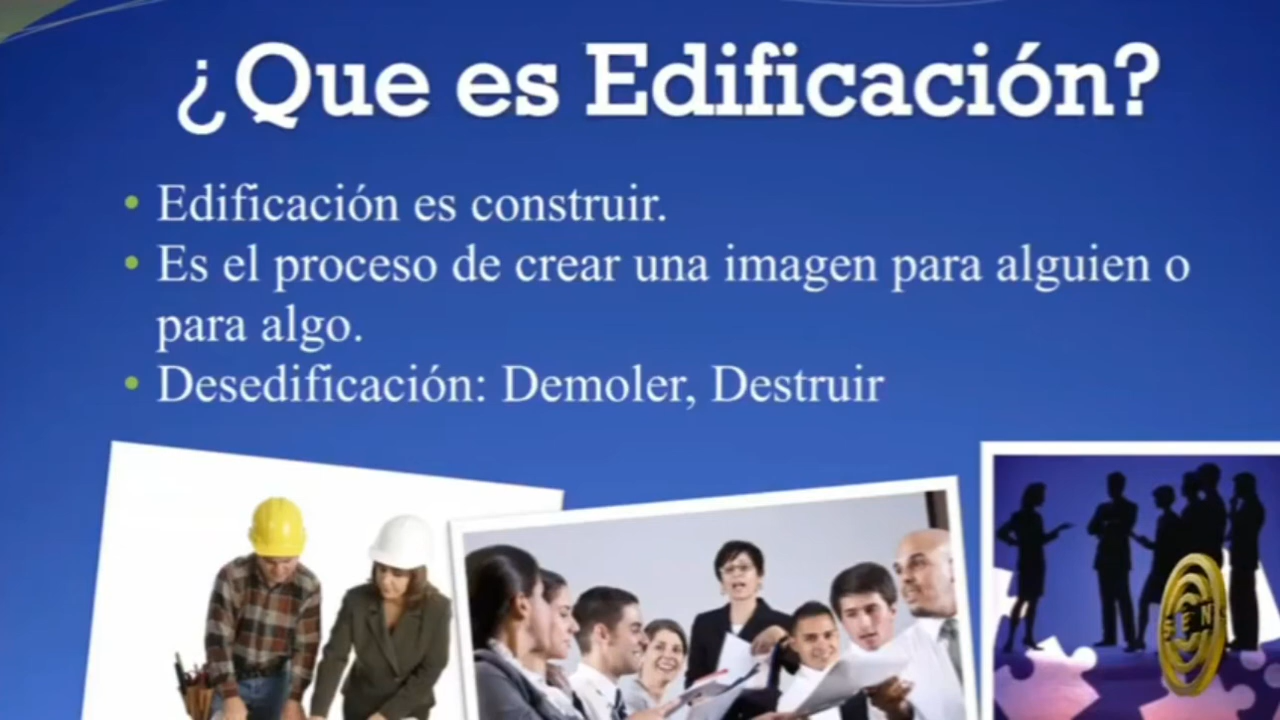 ¿Que es Edificación?
• Edificación es construir.
• Es el proceso de crear una imagen para alguien o
para algo.
• Desedificación: Demoler, Destruir